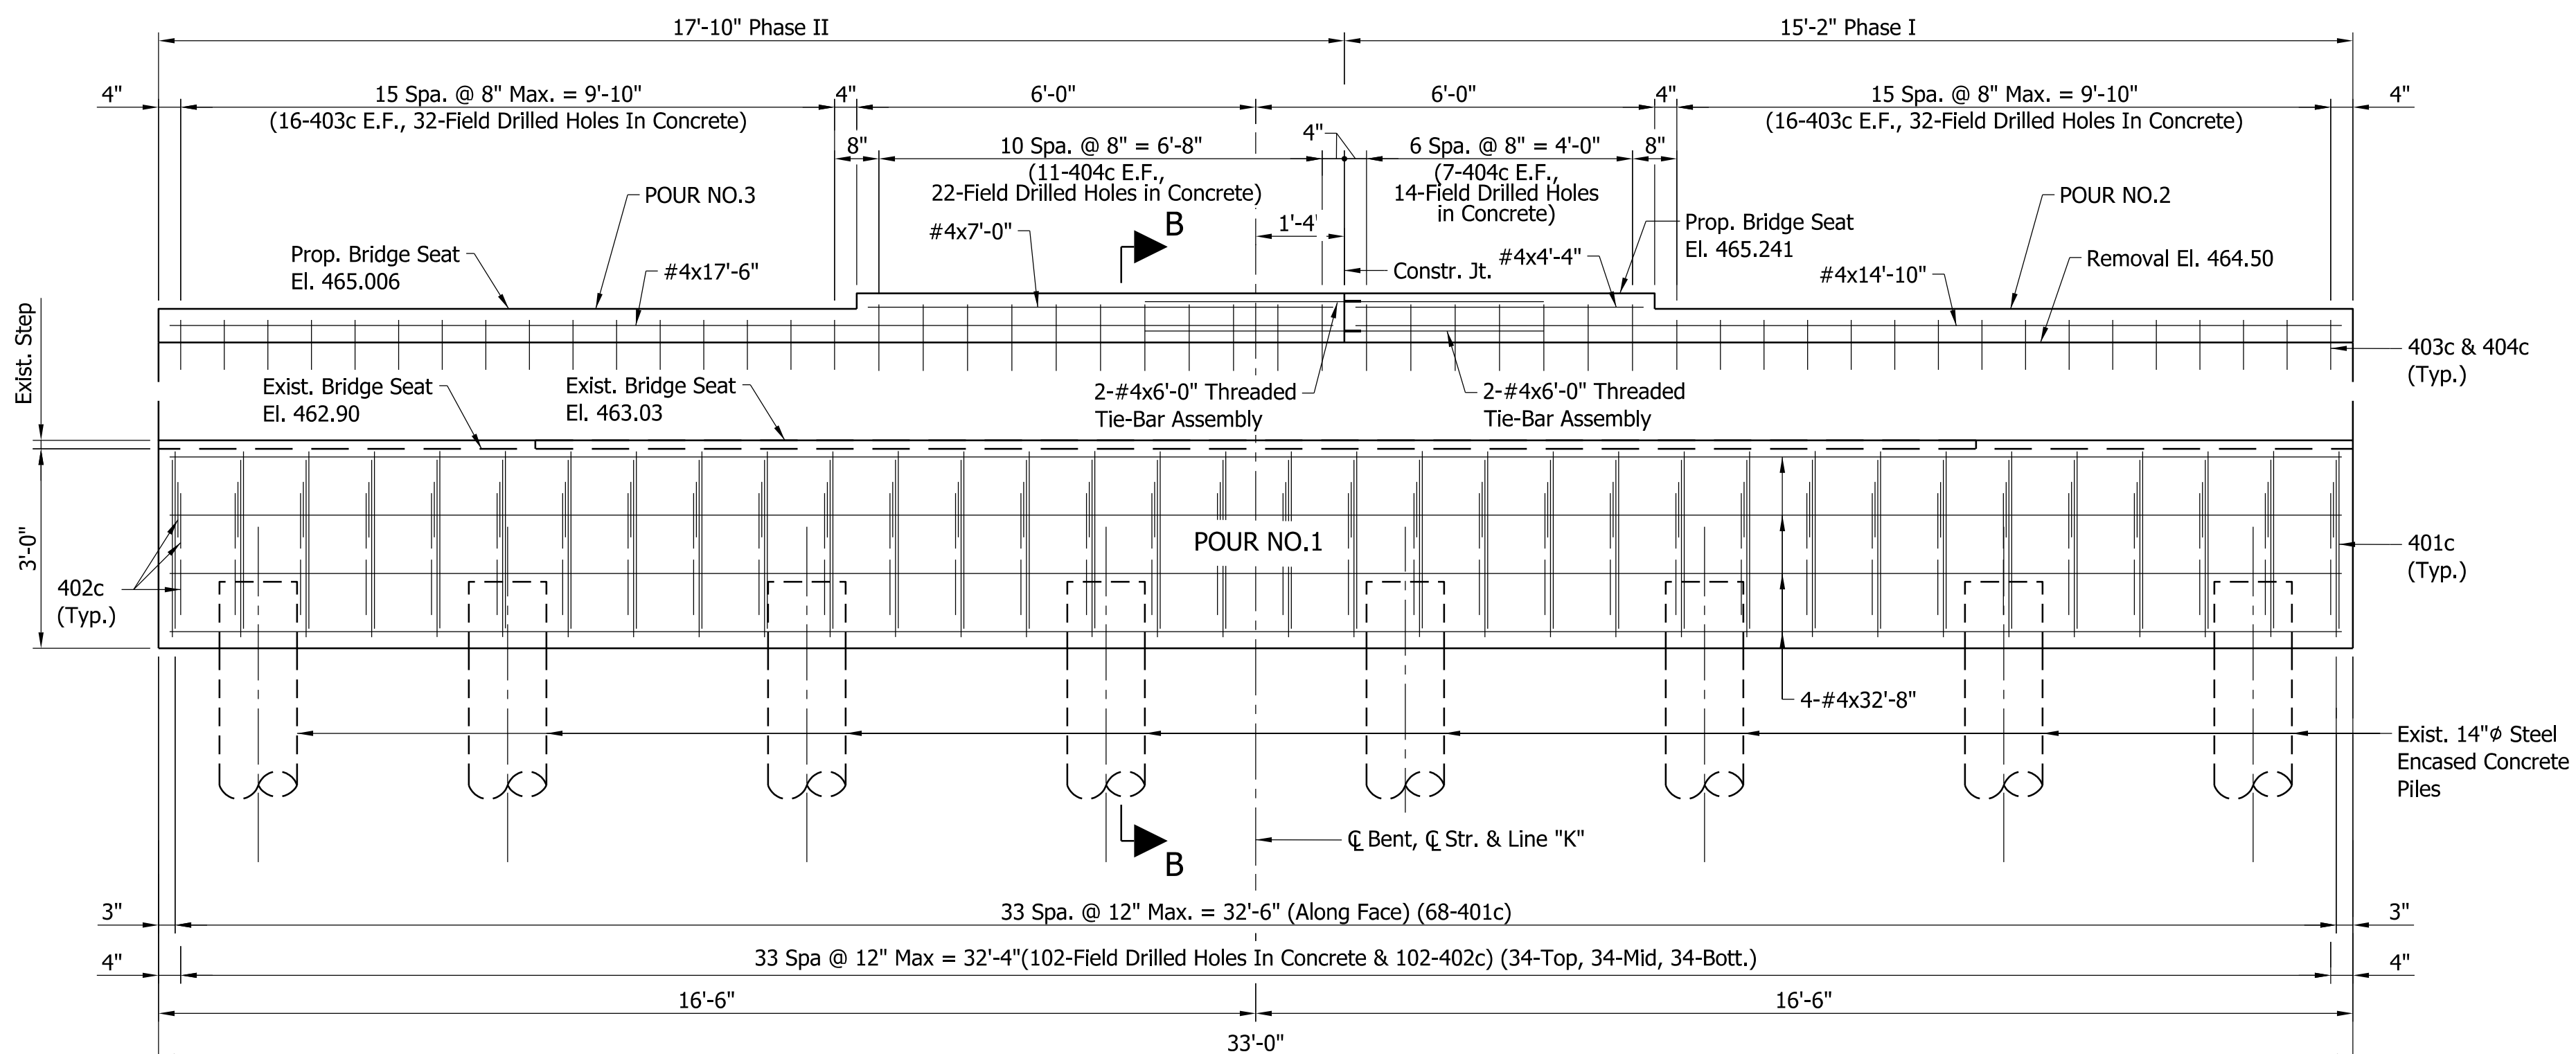 17'-10" Phase II
15'-2" Phase I
4"
15 Spa. @ 8" Max. = 9'-10"
(16-403c E.F., 32-Field Drilled Holes In Concrete)
4"
6'-0"
6'-0"
4"
15 Spa. @ 8" Max. = 9'-10"
(16-403c E.F., 32-Field Drilled Holes In Concrete)
4"
8"
10 Spa. @ 8" = 6'-8"
(11-404c E.F.,
22-Field Drilled Holes in Concrete)
4"
6 Spa. @ 8" = 4'-0"
(7-404c E.F.,
14-Field Drilled Holes
in Concrete)
8"
POUR NO.3
POUR NO.2
#4x7'-0"
B
1'-4'
Prop. Bridge Seat
El. 465.241
Prop. Bridge Seat
El. 465.006
#4x17'-6"
Constr. Jt.
#4x4'-4"
#4x14'-10"
Removal El. 464.50
Exist. Step
403c & 404c
(Typ.)
Exist. Bridge Seat
El. 462.90
Exist. Bridge Seat
El. 463.03
2-#4x6'-0" Threaded
Tie-Bar Assembly
2-#4x6'-0" Threaded
Tie-Bar Assembly
3'-0"
POUR NO.1
401c
(Typ.)
402c
(Typ.)
4-#4x32'-8"
Exist. 14"ϕ Steel
Encased Concrete
Piles
℄ Bent, ℄ Str. & Line "K"
B
3"
33 Spa. @ 12" Max. = 32'-6" (Along Face) (68-401c)
3"
4"
33 Spa @ 12" Max = 32'-4"(102-Field Drilled Holes In Concrete & 102-402c) (34-Top, 34-Mid, 34-Bott.)
4"
16'-6"
16'-6"
33'-0"